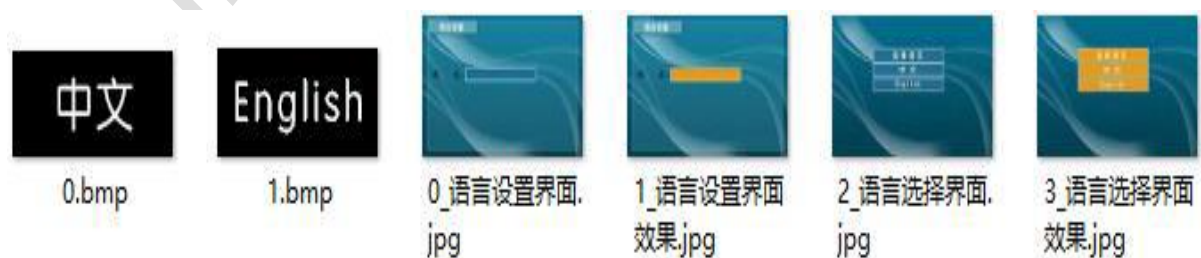 中文
English
0.bmp
1.bmp
0_语言设置界面.
jpg
1_语言设置界面
效果.jpg
2_语言选择界面.
jpg
3_语言选择界面
效果.jpg